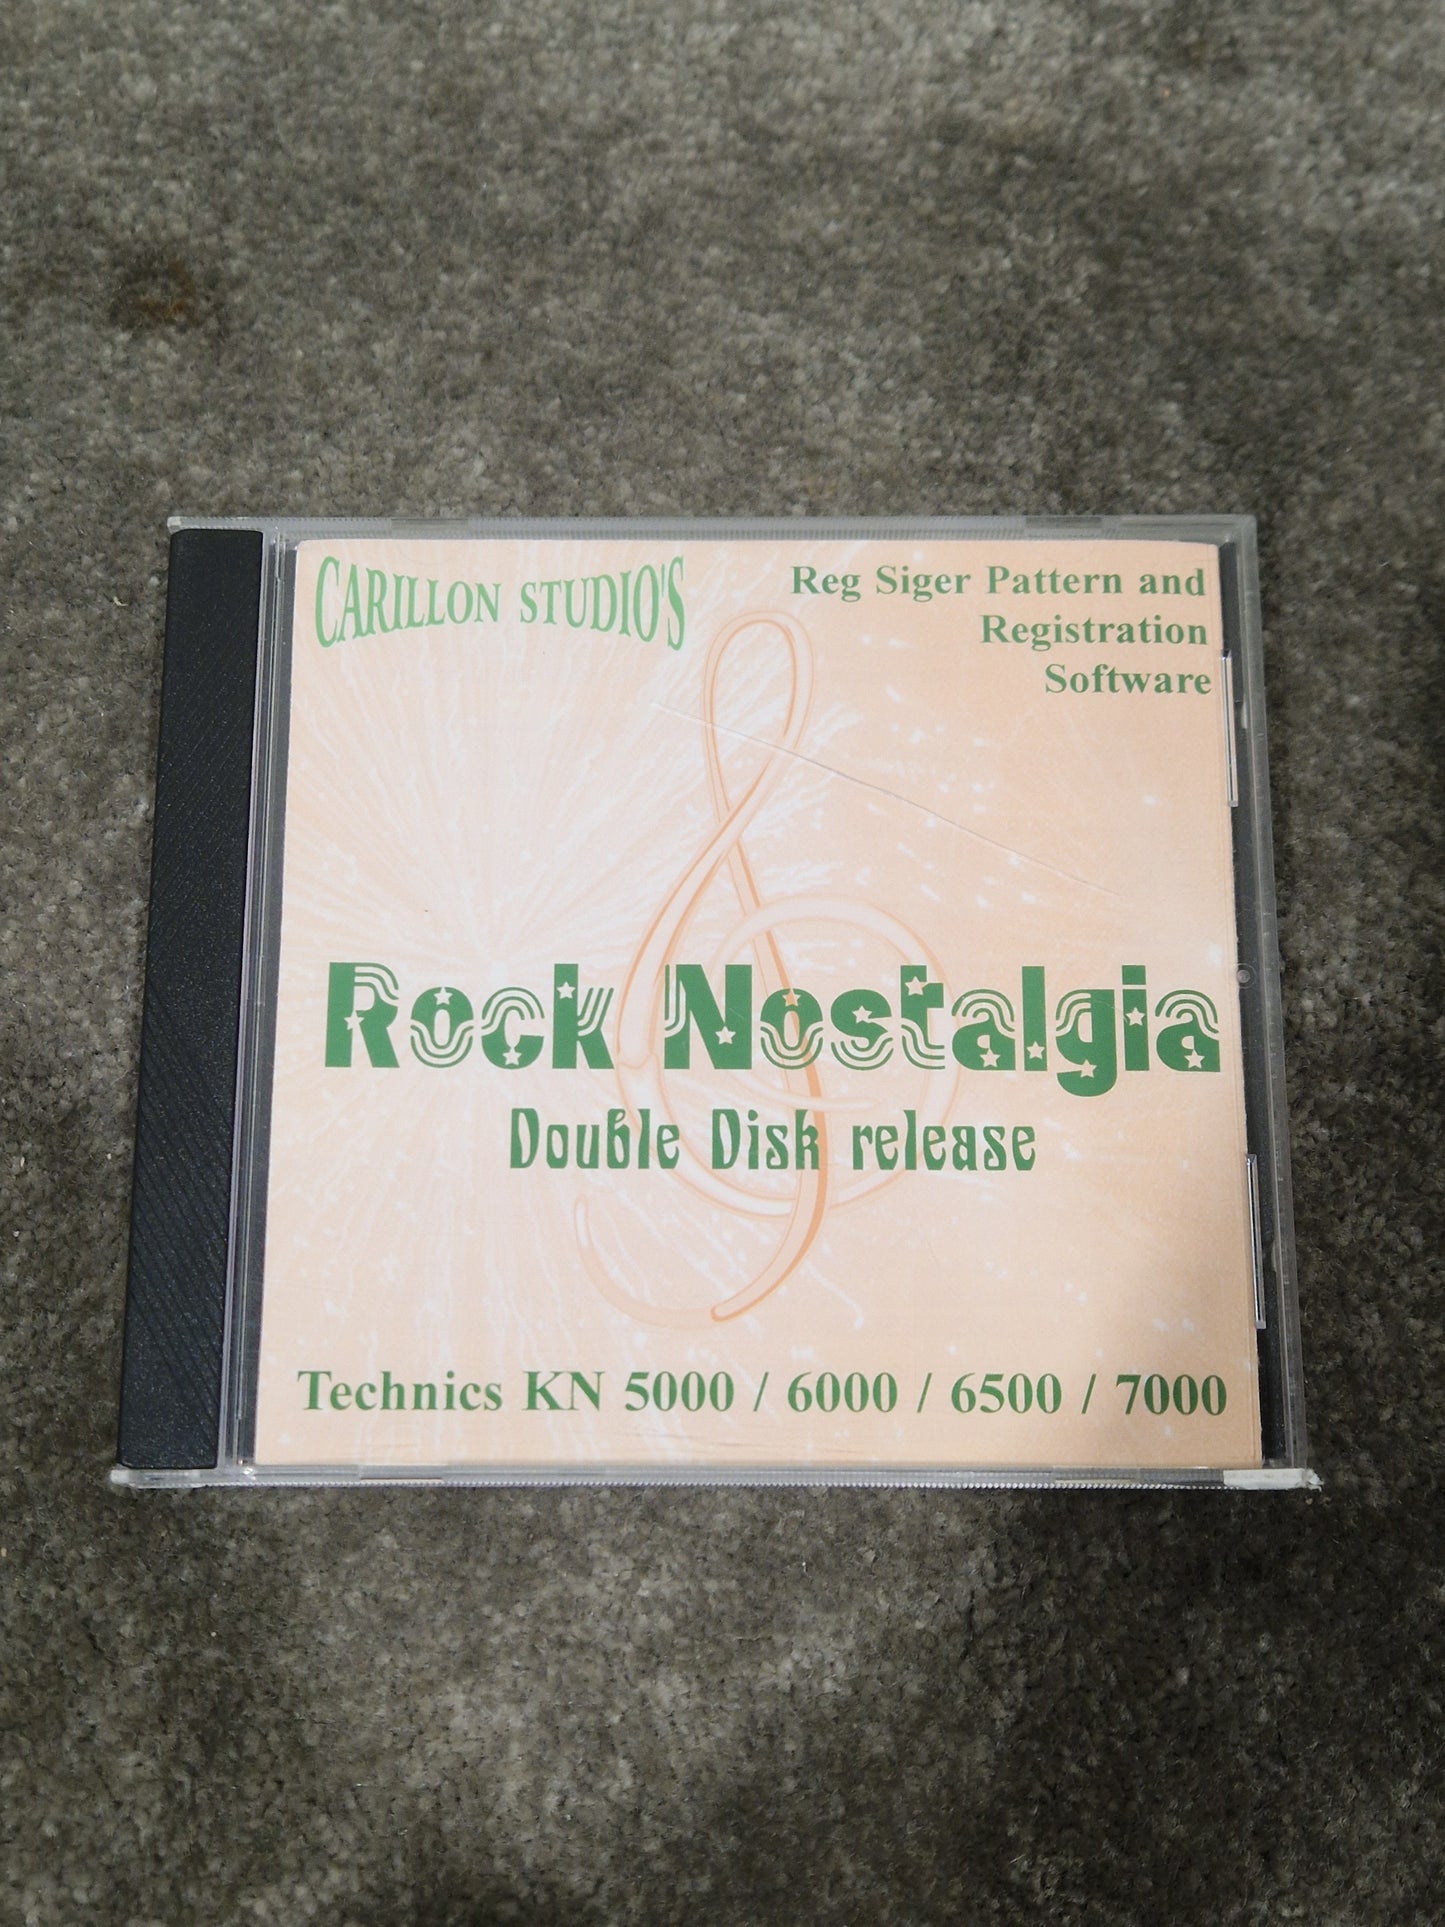 CARILLON STUDIO'S
Reg Siger Pattern and
Registration
Software
Rock Nostalgia
Double Disk release
Technics KN 5000 / 6000 / 6500 / 7000